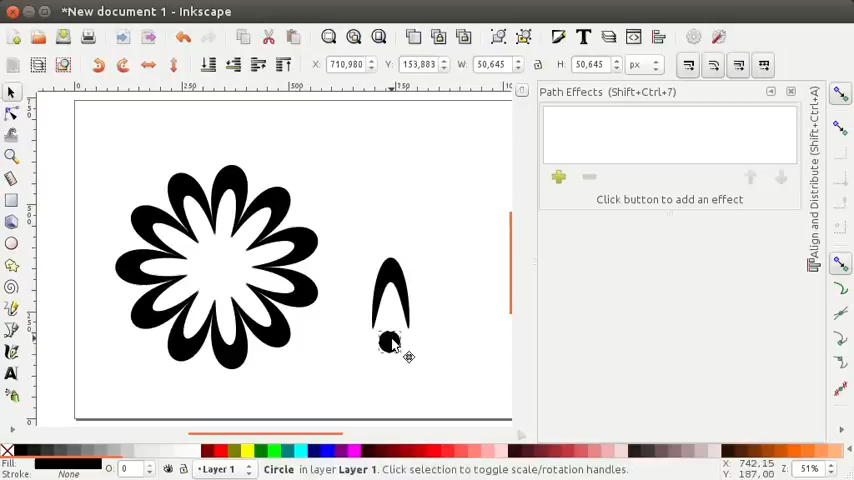 *New document 1 - Inkscape
X: 710,980 Y: 153,883 W: 50,645 H: 50,645 px
Path Effects (Shift+Ctrl+7)
Click button to add an effect
Align and Distribute (Shift+Ctrl+A)
Fill:
Stroke: None O: 0 Layer 1 Circle in layer Layer 1. Click selection to toggle scale/rotation handles. X: 742,15 Y: 187,00 Z: 51%